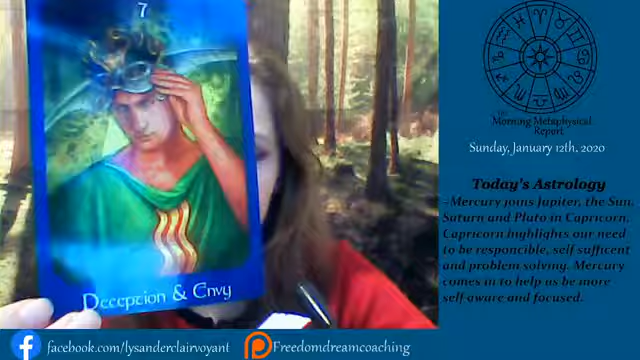 7
Deception & Envy
The
Morning Metaphysical
Report
Sunday, January 12th, 2020
Today's Astrology
-Mercury joins Jupiter, the Sun,
Saturn and Pluto in Capricorn.
Capricorn highlights our need
to be responsible, self sufficent
and problem solving. Mercury
comes in to help us be more
self-aware and focused.
facebook.com/lysanderclairvoyant
Freedomdreamcoaching